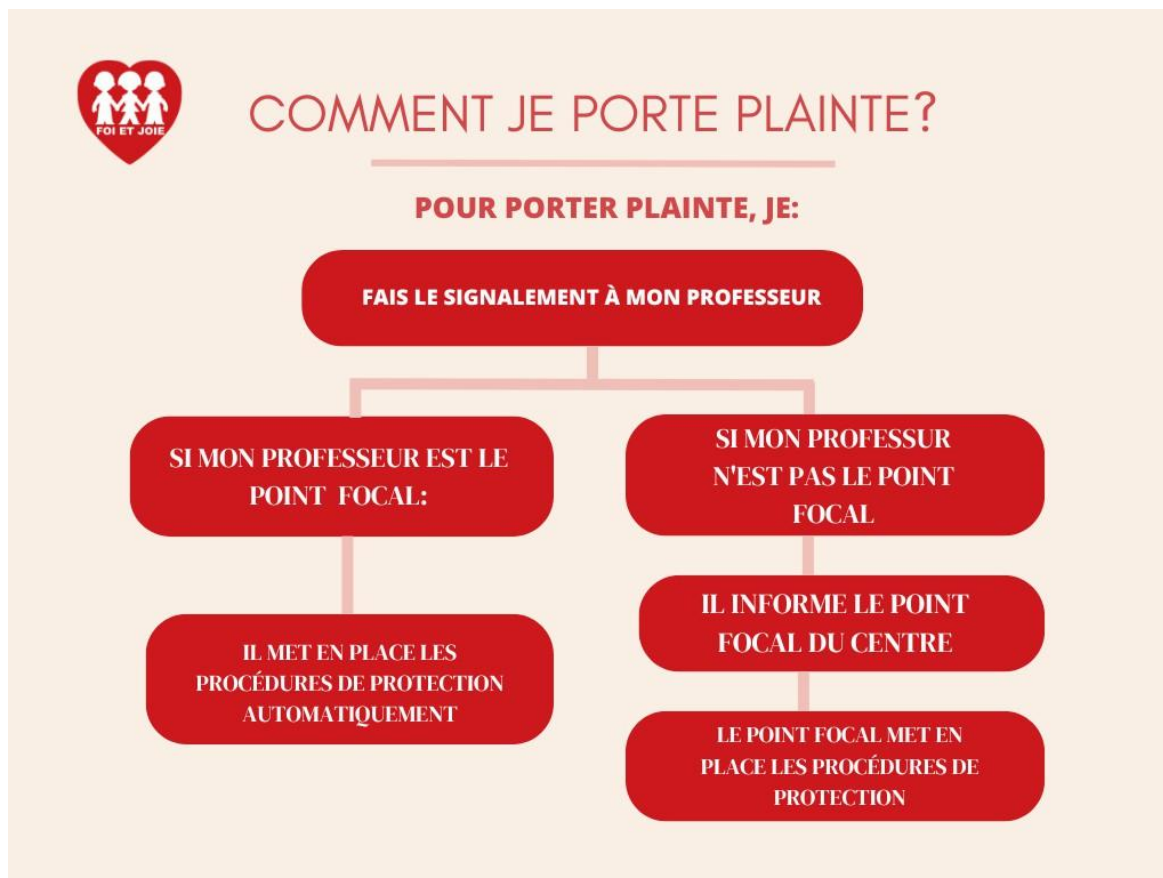 FOI ET JOIE
COMMENT JE PORTE PLAINTE?
POUR PORTER PLAINTE, JE:
FAIS LE SIGNALEMENT À MON PROFESSEUR
SI MON PROFESSEUR EST LE
POINT FOCAL:
IL MET EN PLACE LES
PROCÉDURES DE PROTECTION
AUTOMATIQUEMENT
SI MON PROFESSUR
N'EST PAS LE POINT
FOCAL
IL INFORME LE POINT
FOCAL DU CENTRE
LE POINT FOCAL MET EN
PLACE LES PROCÉDURES DE
PROTECTION